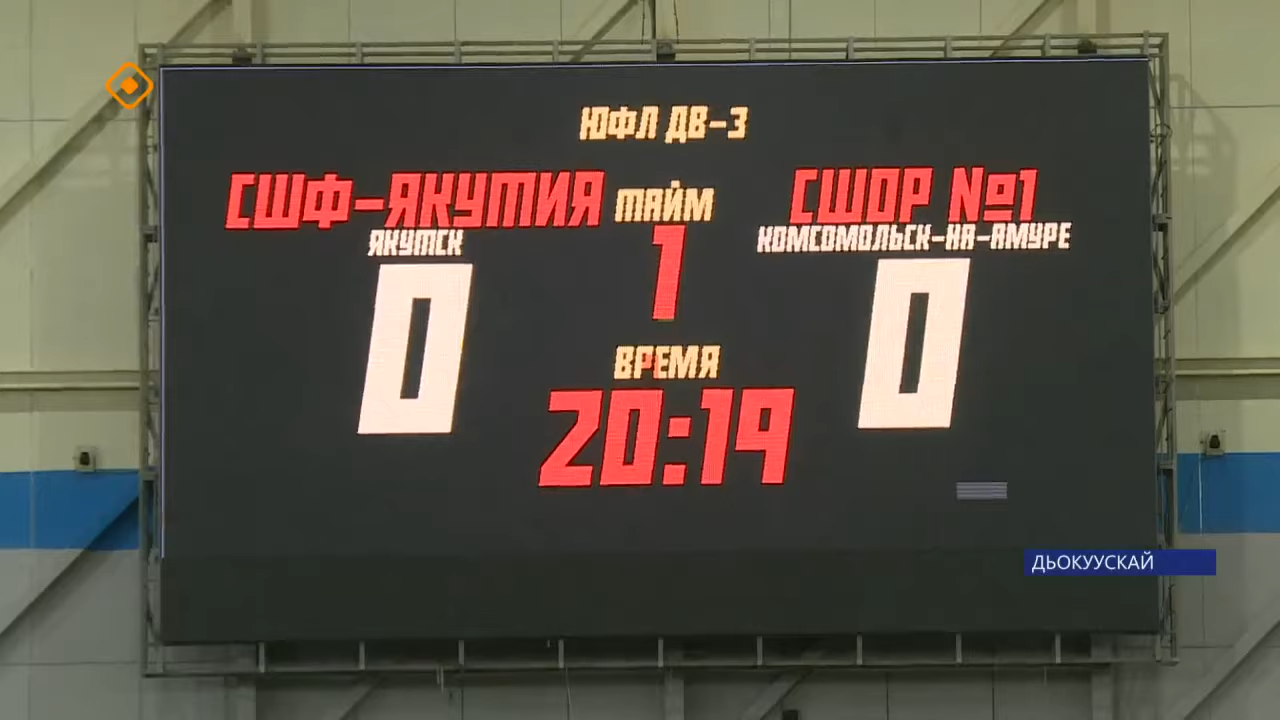 ЮФЛ ДВ-3
СШФ-ЯКУТИЯ
ЯКУТСК
0
ТАЙМ
1
СШОР №1
КОМСОМОЛЬСК-НА-АМУРЕ
0
ВРЕМЯ
20:19
ДЬОКУУСКАЙ